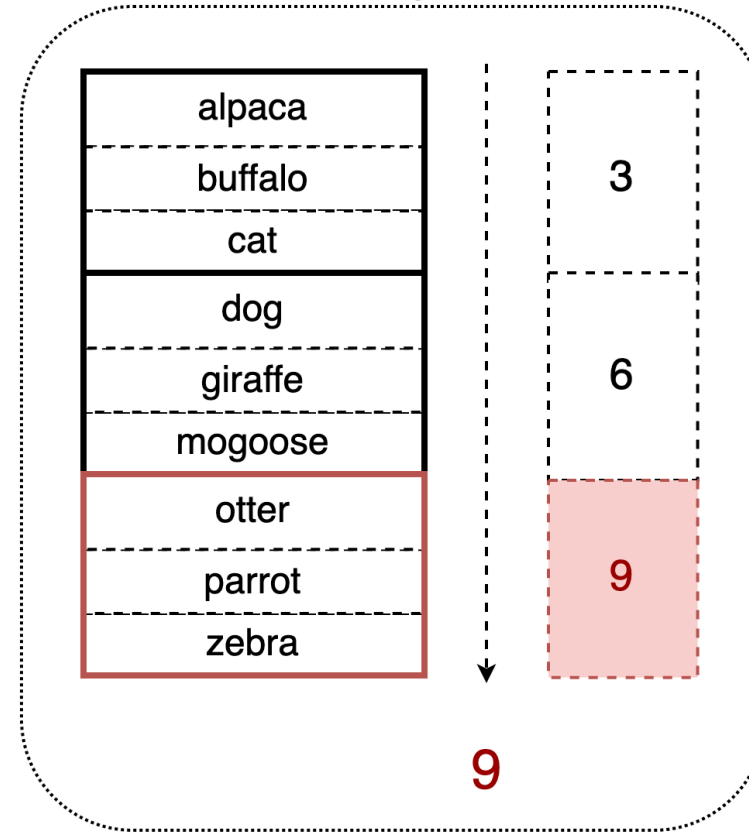 alpaca
buffalo
cat
3
dog
giraffe
mogoose
6
otter
parrot
zebra
9
9